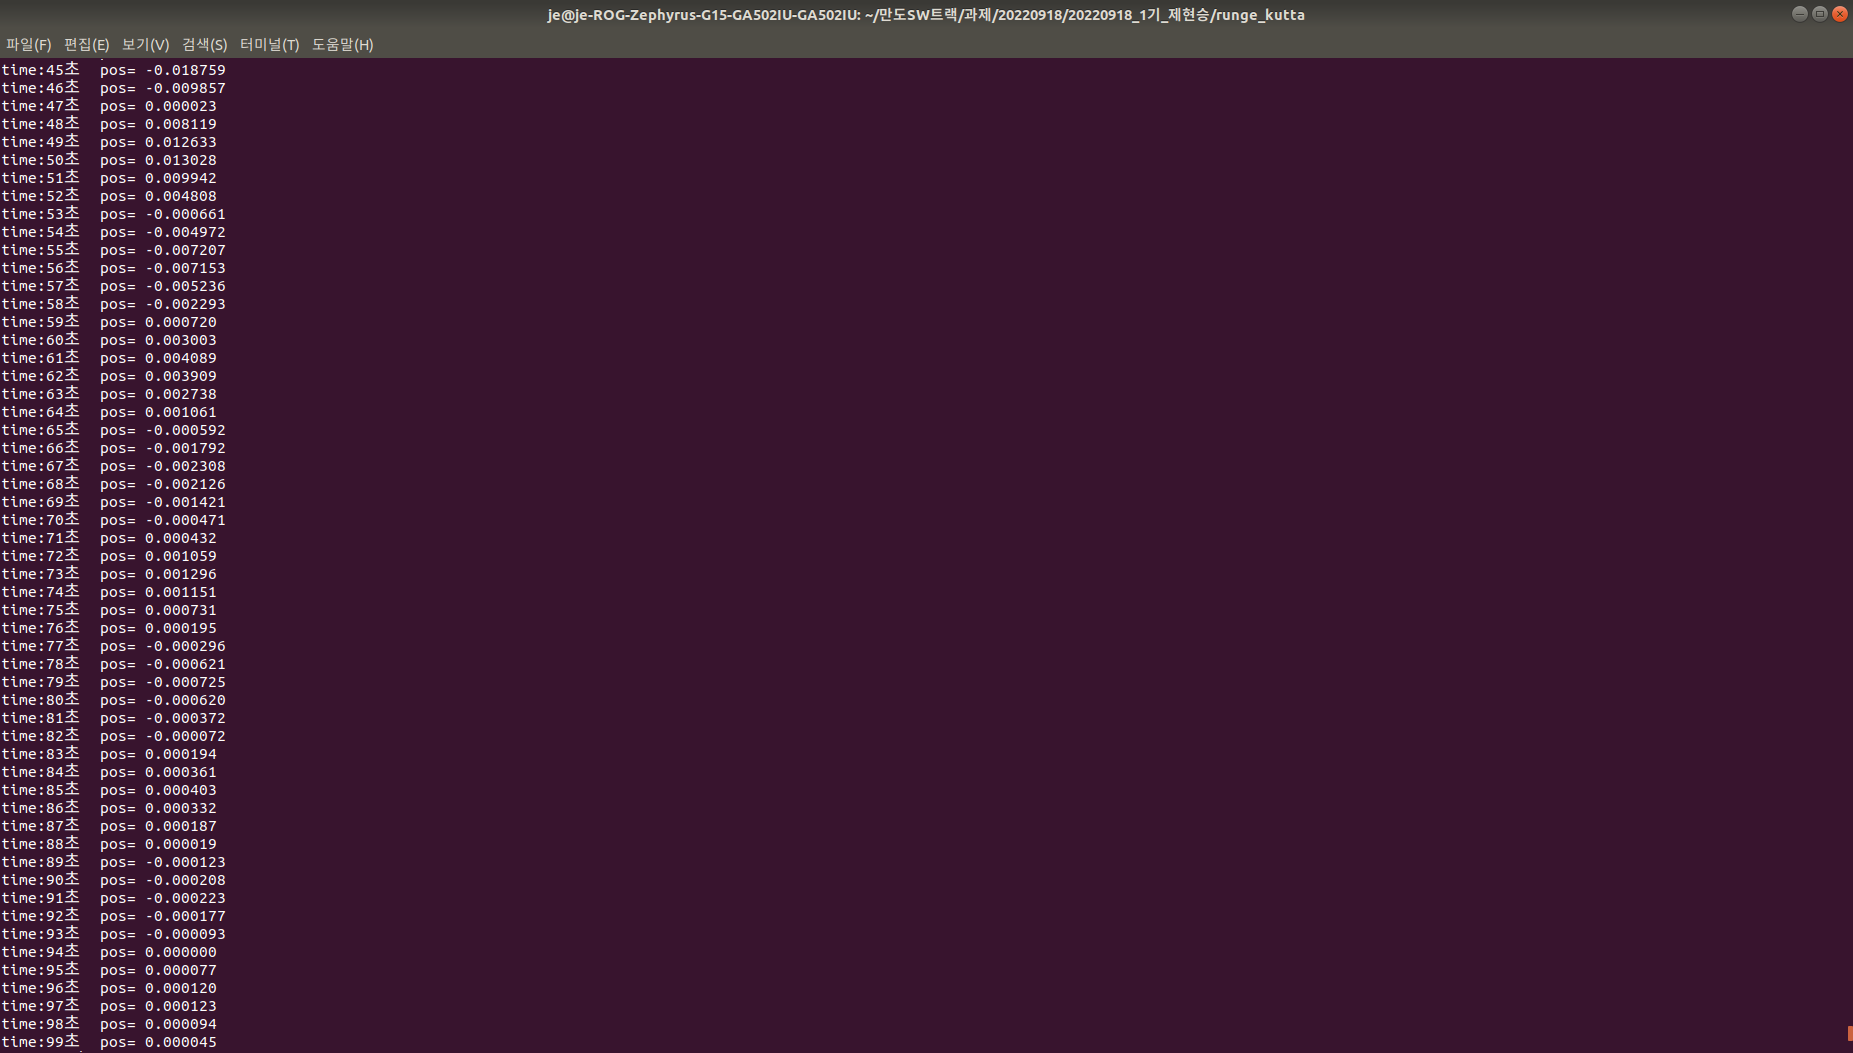 je@je-ROG-Zephyrus-G15-GA502IU-GA502IU: ~/만도SW트랙/과제/20220918/20220918_1기_제현승/runge_kutta
파일(F) 편집(E) 보기(V) 검색(S) 터미널(T) 도움말(H)
time:45초 pos= -0.018759
time:46초 pos= -0.009857
time:47초 pos= 0.000023
time:48초 pos= 0.008119
time:49초 pos= 0.012633
time:50초 pos= 0.013028
time:51초 pos= 0.009942
time:52초 pos= 0.004808
time:53초 pos= -0.000661
time:54초 pos= -0.004972
time:55초 pos= -0.007207
time:56초 pos= -0.007153
time:57초 pos= -0.005236
time:58초 pos= -0.002293
time:59초 pos= 0.000720
time:60초 pos= 0.003003
time:61초 pos= 0.004089
time:62초 pos= 0.003909
time:63초 pos= 0.002738
time:64초 pos= 0.001061
time:65초 pos= -0.000592
time:66초 pos= -0.001792
time:67초 pos= -0.002308
time:68초 pos= -0.002126
time:69초 pos= -0.001421
time:70초 pos= -0.000471
time:71초 pos= 0.000432
time:72초 pos= 0.001059
time:73초 pos= 0.001296
time:74초 pos= 0.001151
time:75초 pos= 0.000731
time:76초 pos= 0.000195
time:77초 pos= -0.000296
time:78초 pos= -0.000621
time:79초 pos= -0.000725
time:80초 pos= -0.000620
time:81초 pos= -0.000372
time:82초 pos= -0.000072
time:83초 pos= 0.000194
time:84초 pos= 0.000361
time:85초 pos= 0.000403
time:86초 pos= 0.000332
time:87초 pos= 0.000187
time:88초 pos= 0.000019
time:89초 pos= -0.000123
time:90초 pos= -0.000208
time:91초 pos= -0.000223
time:92초 pos= -0.000177
time:93초 pos= -0.000093
time:94초 pos= 0.000000
time:95초 pos= 0.000077
time:96초 pos= 0.000120
time:97초 pos= 0.000123
time:98초 pos= 0.000094
time:99초 pos= 0.000045